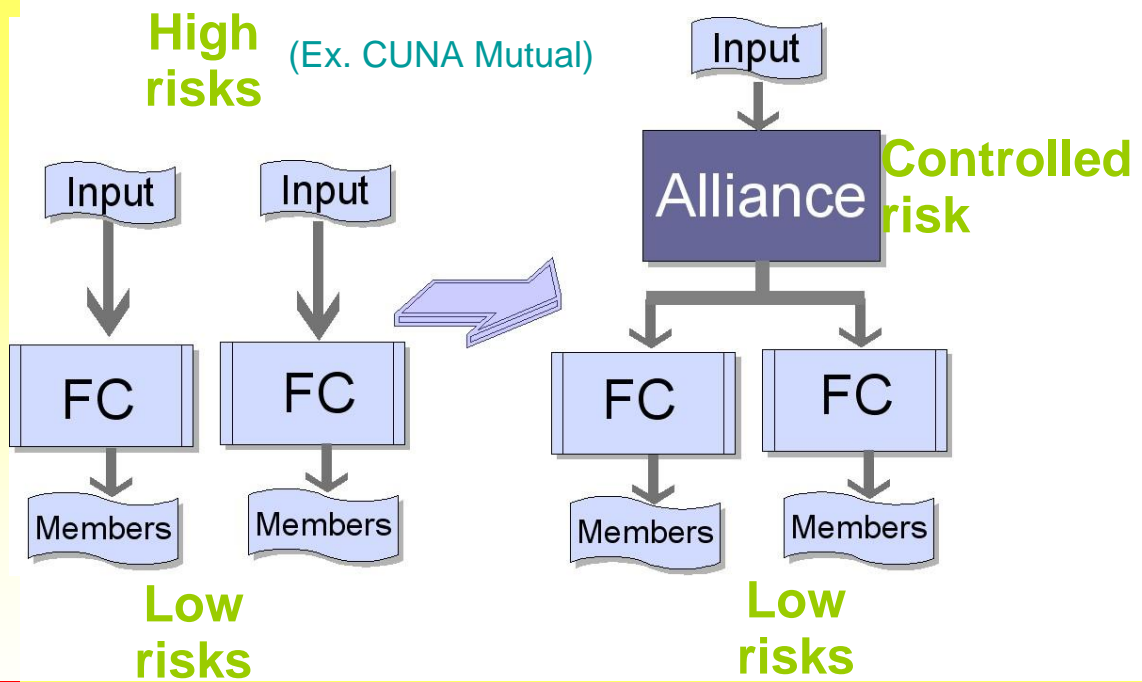 High
risks
(Ex. CUNA Mutual)
Input
Input
Input
Alliance
Controlled
risk
FC
FC
FC
FC
Members
Members
Members
Members
Low
risks
Low
risks